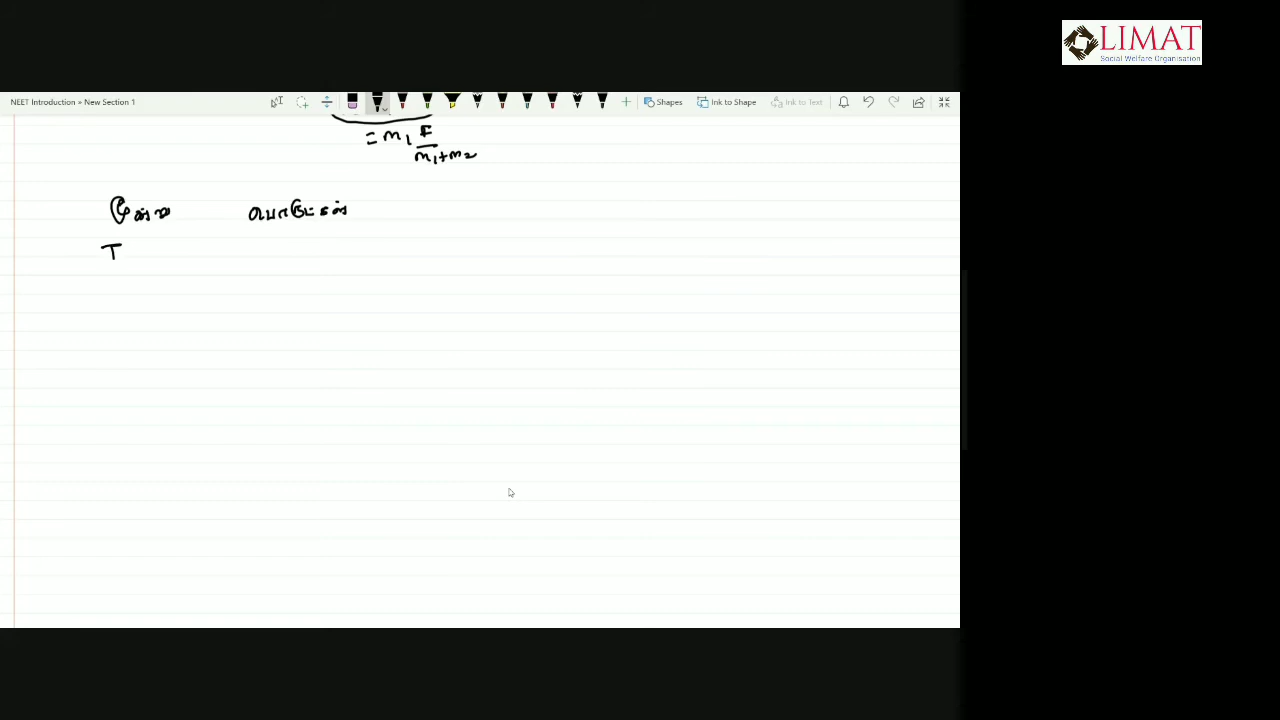 LIMAT
Social Welfare Organisation
NEET Introduction » New Section 1
Shapes
Ink to Shape
Ink to Text
= m₁ F
m₁+m₂
T